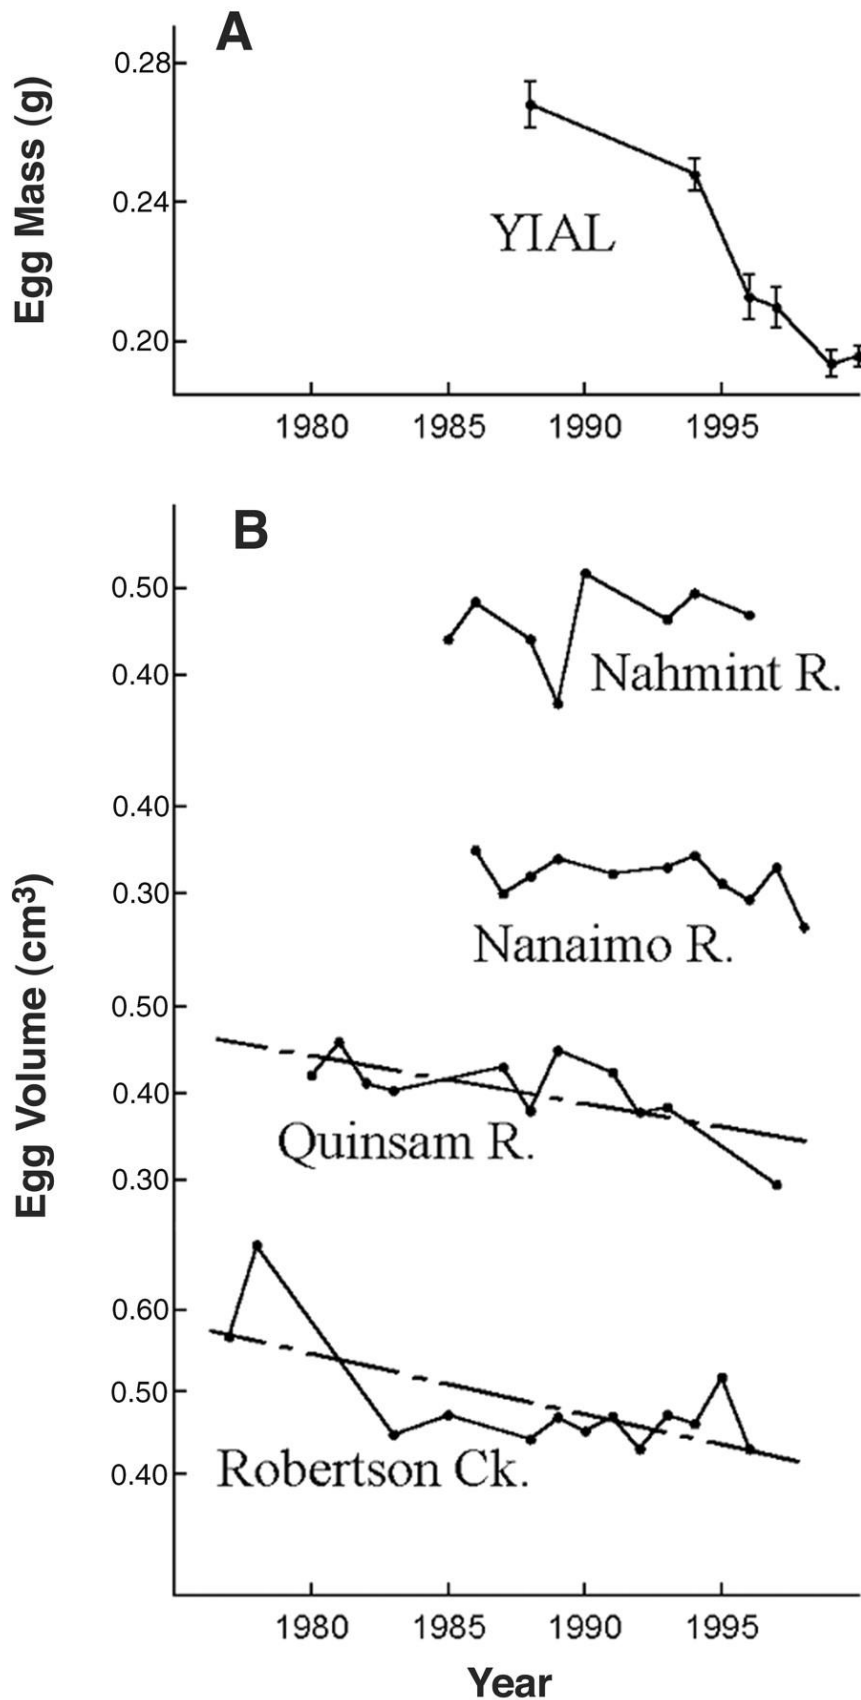 A
Egg Mass (g)
0.28
0.24
0.20
YIAL
1980 1985 1990 1995
B
Egg Volume (cm³)
0.50
0.40
Nahmint R.
0.40
0.30
Nanaimo R.
0.50
0.40
0.30
Quinsam R.
0.60
0.50
0.40
Robertson Ck.
1980 1985 1990 1995
Year